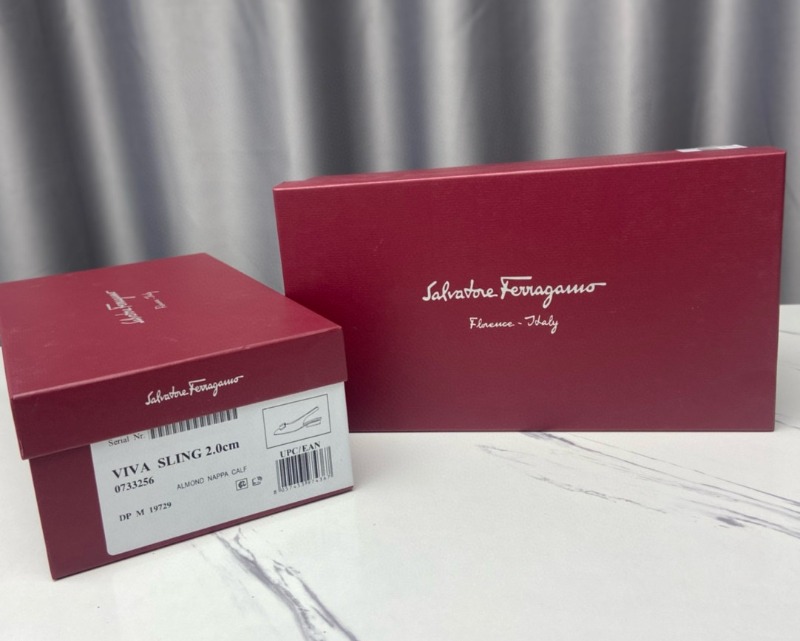 Salvatore Ferragamo
Florence - Italy
Salvatore Ferragamo
Salvatore Ferragamo
Serial Nr:
VIVA SLING 2.0cm
0733256
ALMOND NAPPA CALF
UPC/EAN
DP M 19729